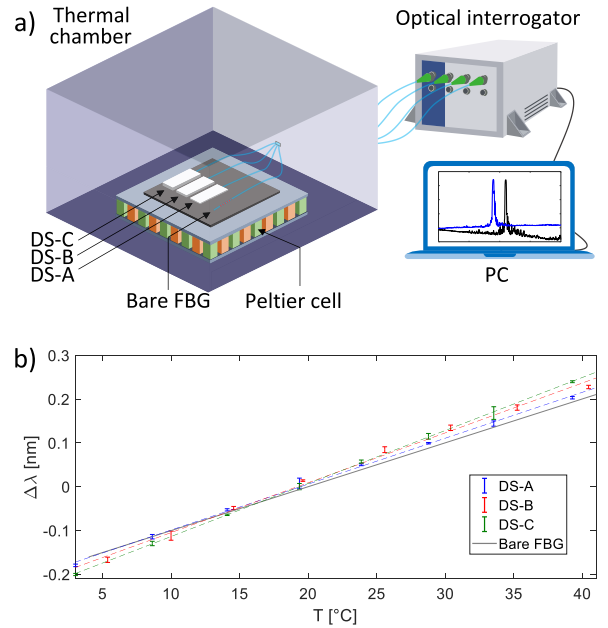 a)
Thermal
chamber
Optical interrogator
DS-C
DS-B
DS-A
Bare FBG
Peltier cell
PC
b)
0.3
0.2
0.1
0
-0.1
-0.2
Δλ [nm]
5
10
15
20
25
30
35
40
T [°C]
DS-A
DS-B
DS-C
Bare FBG